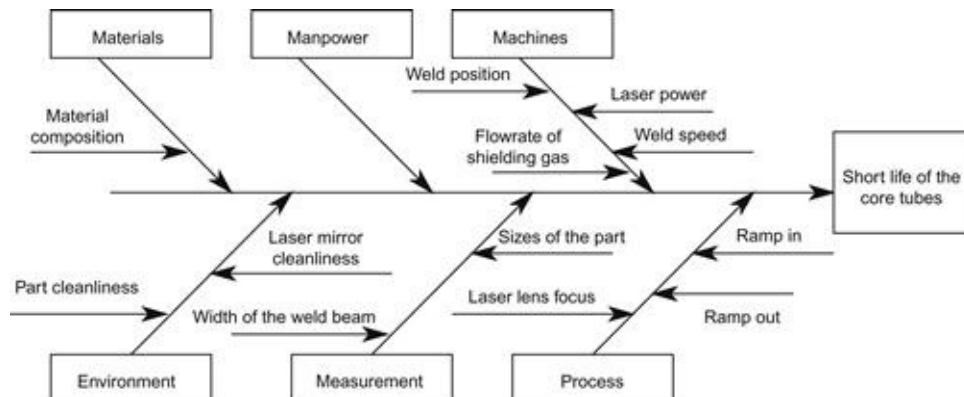 Materials
Manpower
Machines
Weld position
Laser power
Material
composition
Flowrate of
shielding gas
Weld speed
Short life of the
core tubes
Laser mirror
cleanliness
Sizes of the part
Ramp in
Part cleanliness
Width of the weld beam
Laser lens focus
Ramp out
Environment
Measurement
Process